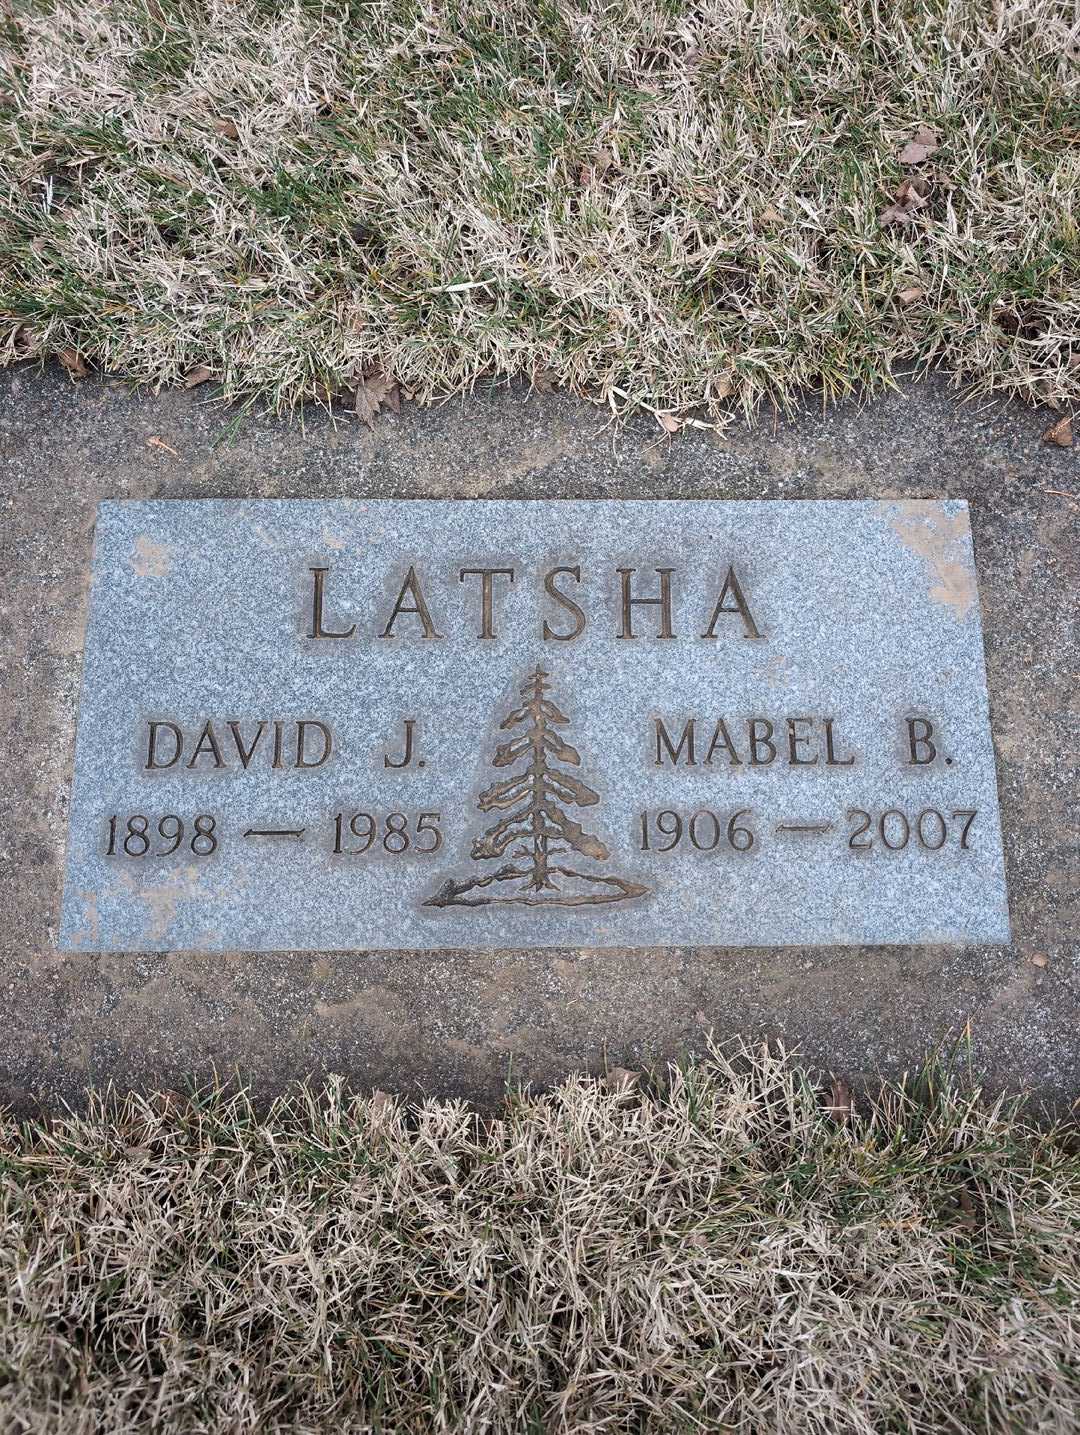 LATSHA
DAVID J. MABEL B.
1898 — 1985 1906 — 2007